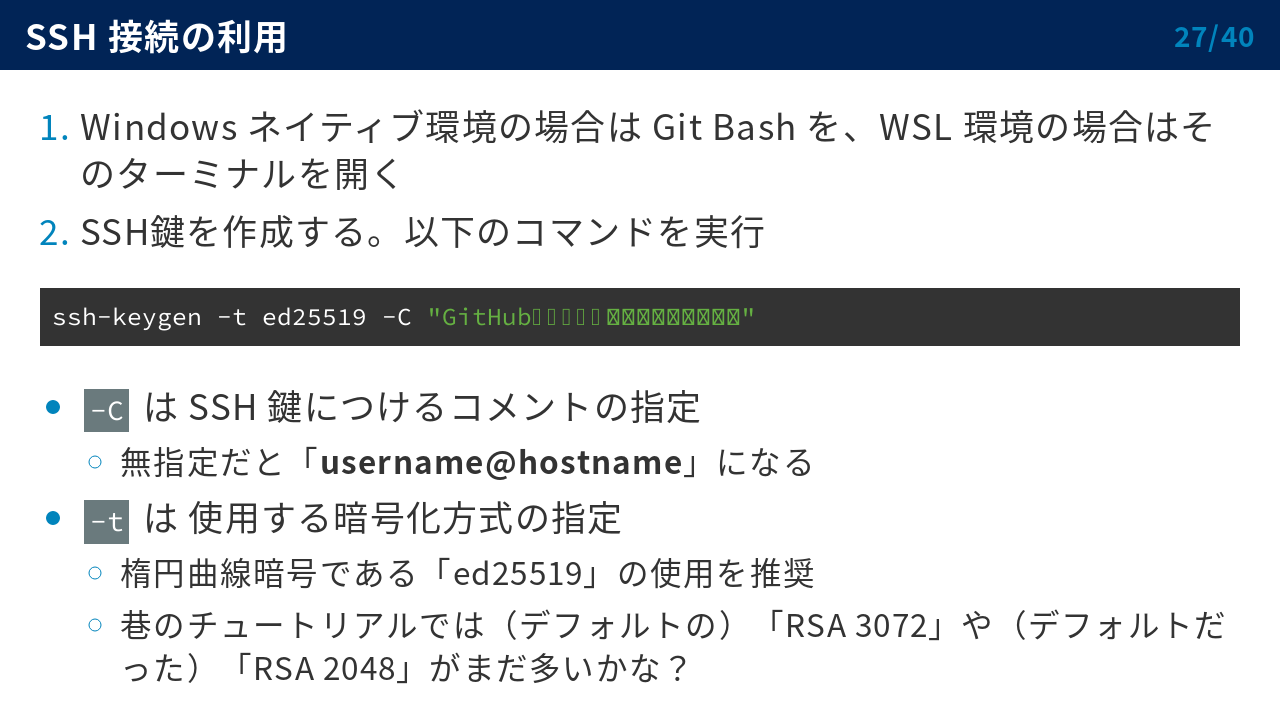 SSH 接続の利用
27/40
1. Windows ネイティブ環境の場合は Git Bash を、WSL 環境の場合はそ
のターミナルを開く
2. SSH鍵を作成する。以下のコマンドを実行
ssh-keygen -t ed25519 -C "GitHub"
-C は SSH 鍵につけるコメントの指定
無指定だと「username@hostname」になる
-t は 使用する暗号化方式の指定
楕円曲線暗号である「ed25519」の使用を推奨
巷のチュートリアルでは（デフォルトの）「RSA 3072」や（デフォルトだ
った）「RSA 2048」がまだ多いかな？